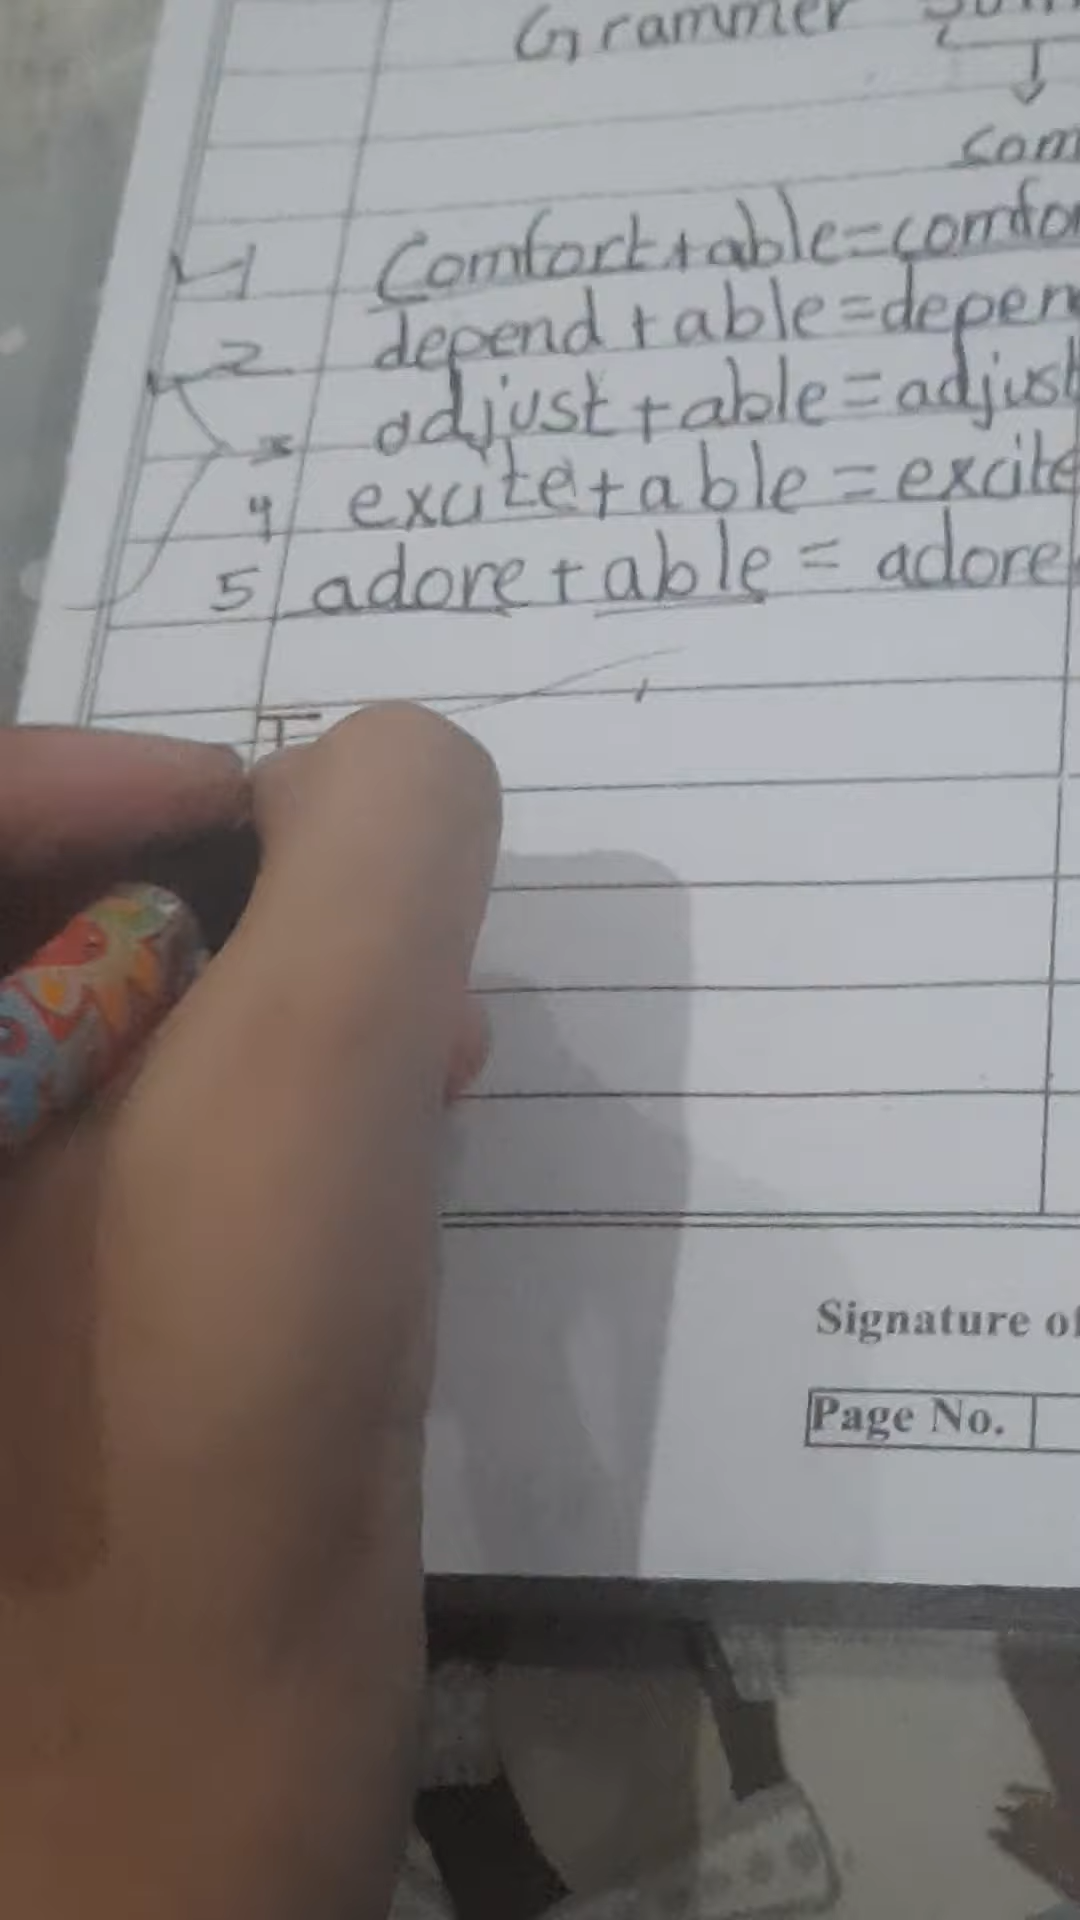 Grammer
Com
1 Comfort+able=comfo
2 depend+able=depen
3 adjust+able=adjust
4 excite+able=excite
5 adore+able=adore
T
Signature of
Page No.